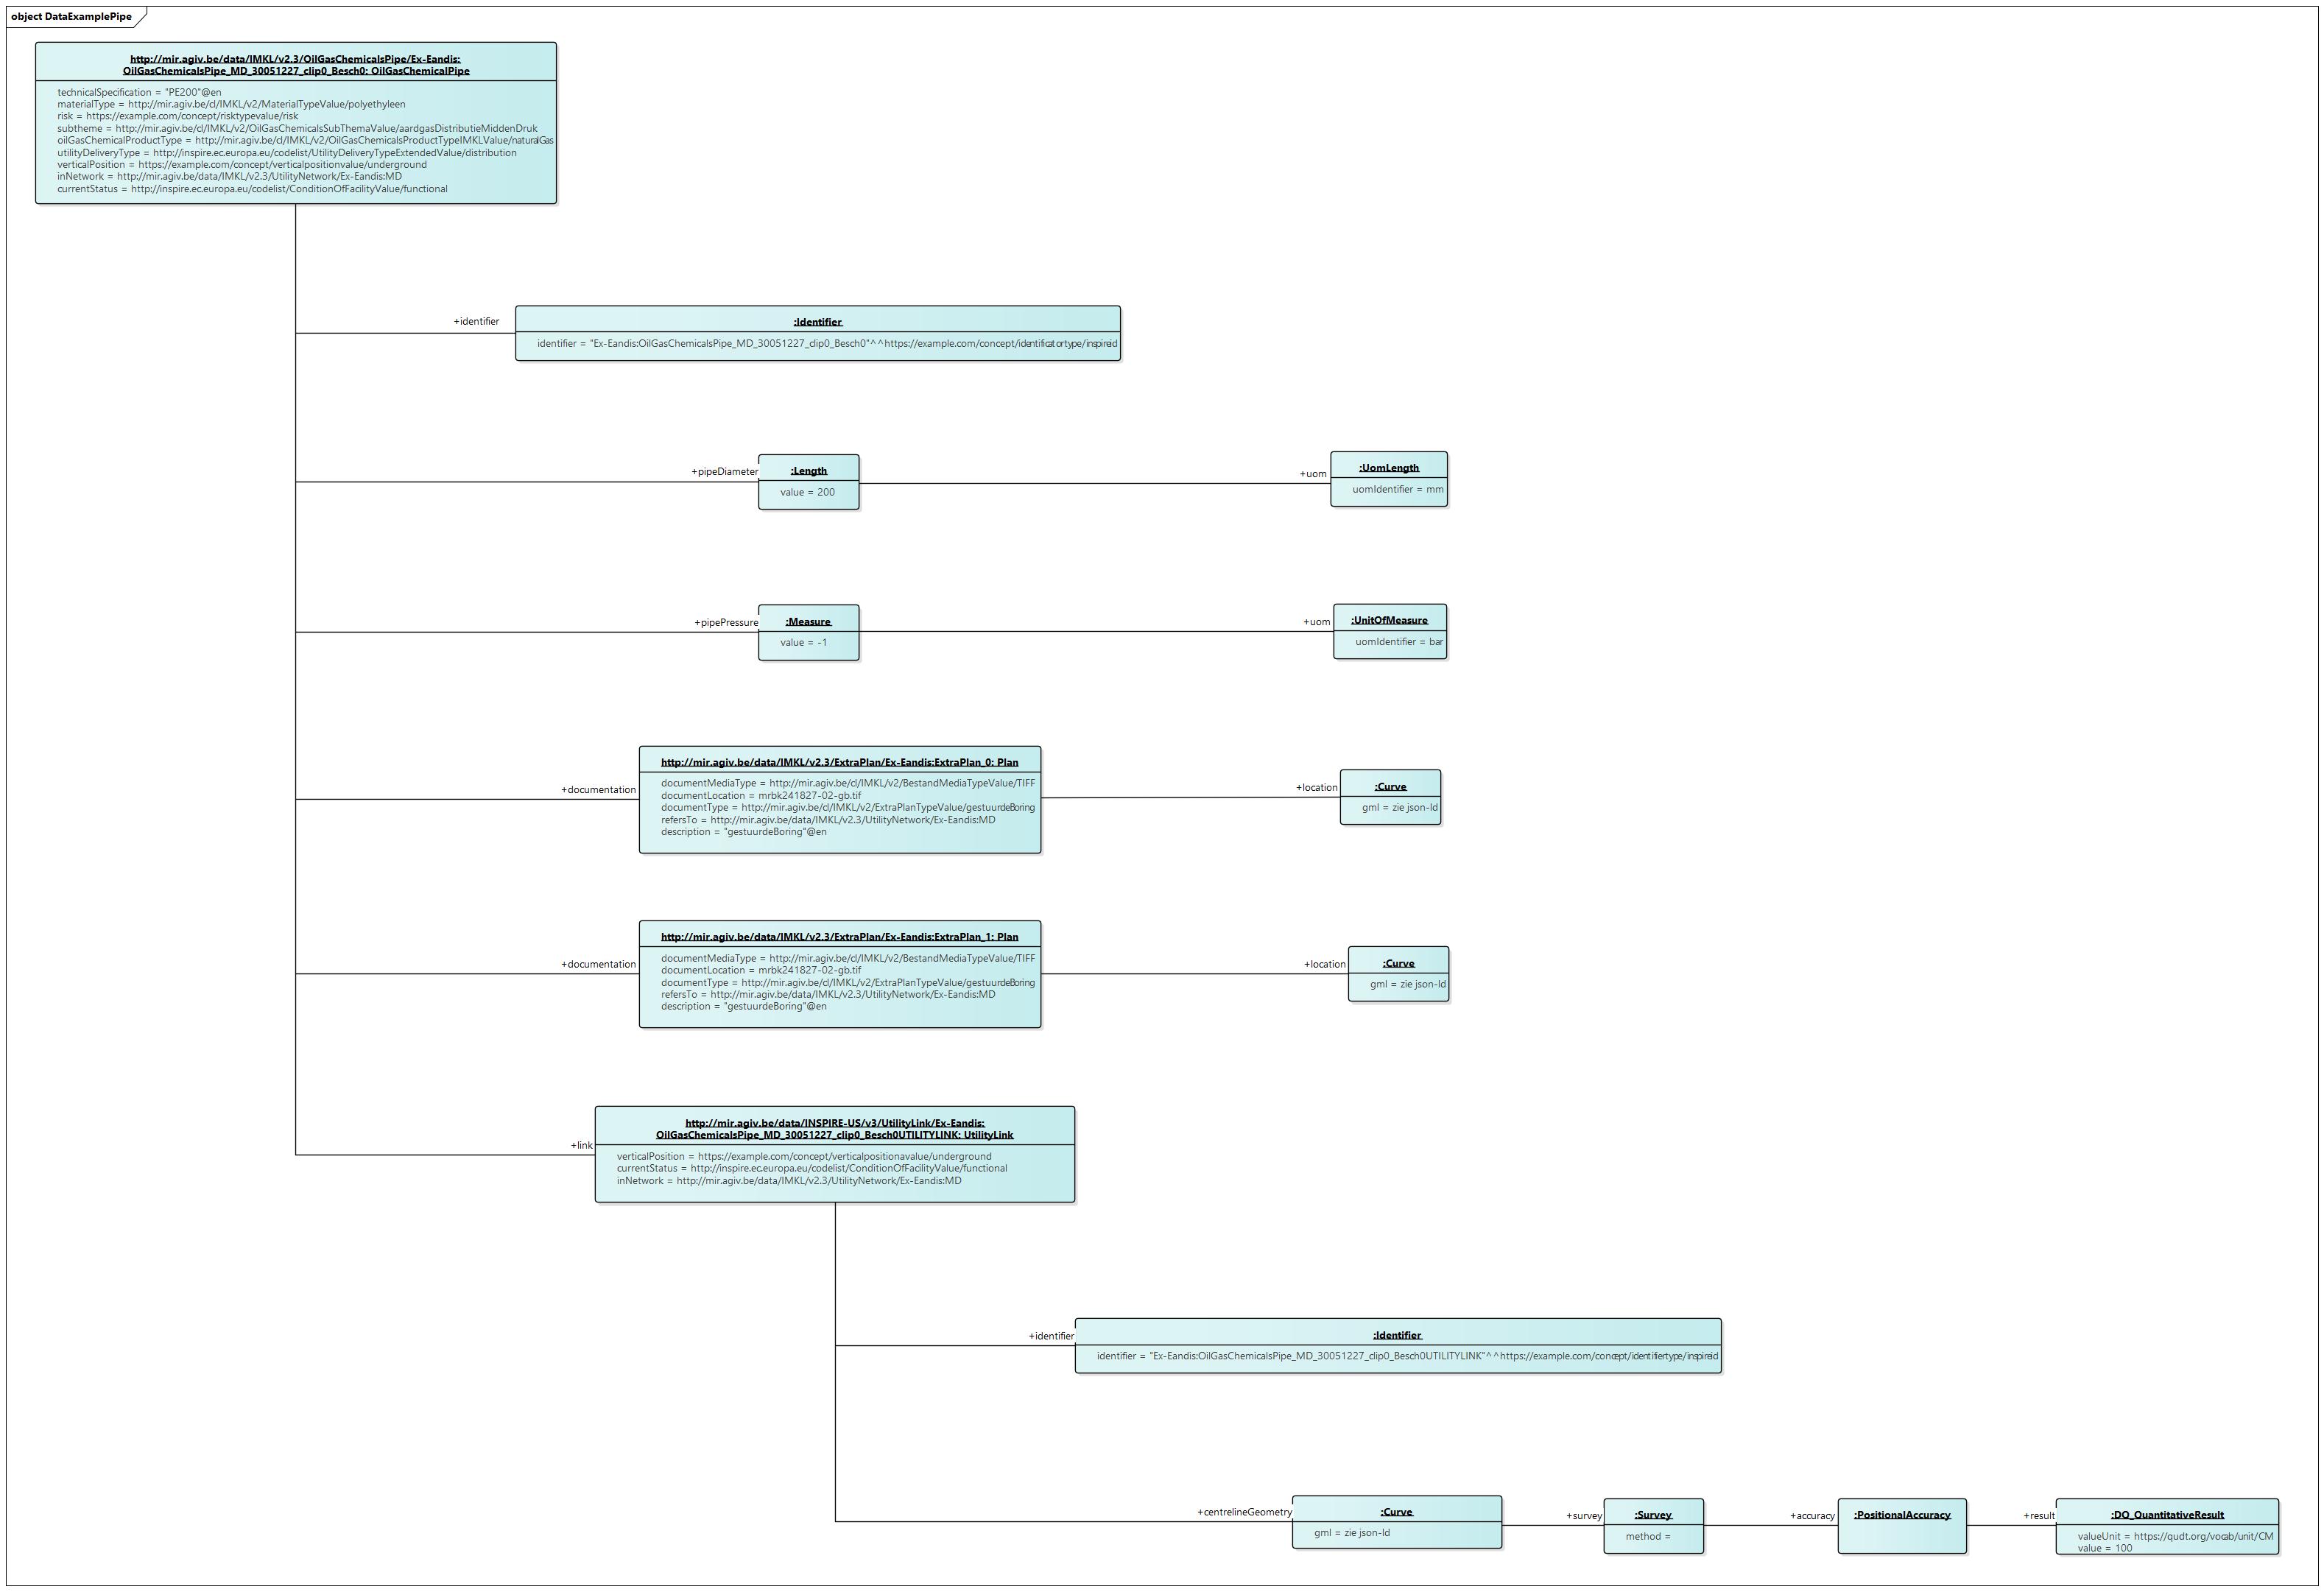 object DataExamplePipe
http://mir.agiv.be/data/IMKL/v2.3/OilGasChemicalsPipe/Ex-Eandis:
OilGasChemicalsPipe_MD_30051227_clip0_Besch0: OilGasChemicalPipe
technicalSpecification = "PE200"@en
materialType = http://mir.agiv.be/cl/IMKL/v2/MaterialTypeValue/polyethyleen
risk = https://example.com/concept/risktypevalue/risk
subtheme = http://mir.agiv.be/cl/IMKL/v2/OilGasChemicalsSubThemaValue/aardgasDistributieMiddenDruk
oilGasChemicalProductType = http://mir.agiv.be/cl/IMKL/v2/OilGasChemicalsProductTypeIMKLValue/naturalGas
utilityDeliveryType = http://inspire.ec.europa.eu/codelist/UtilityDeliveryTypeExtendedValue/distribution
verticalPosition = https://example.com/concept/verticalpositionvalue/underground
inNetwork = http://mir.agiv.be/data/IMKL/v2.3/UtilityNetwork/Ex-Eandis:MD
currentStatus = http://inspire.ec.europa.eu/codelist/ConditionOfFacilityValue/functional
+identifier
:Identifier
identifier = "Ex-Eandis:OilGasChemicalsPipe_MD_30051227_clip0_Besch0"^^https://example.com/concept/identificatortype/inspireid
+pipeDiameter
:Length
value = 200
+uom
:UomLength
uomIdentifier = mm
+pipePressure
:Measure
value = -1
+uom
:UnitOfMeasure
uomIdentifier = bar
+documentation
http://mir.agiv.be/data/IMKL/v2.3/ExtraPlan/Ex-Eandis:ExtraPlan_0: Plan
documentMediaType = http://mir.agiv.be/cl/IMKL/v2/BestandMediaTypeValue/TIFF
documentLocation = mrbk241827-02-gb.tif
documentType = http://mir.agiv.be/cl/IMKL/v2/ExtraPlanTypeValue/gestuurdeBoring
refersTo = http://mir.agiv.be/data/IMKL/v2.3/UtilityNetwork/Ex-Eandis:MD
description = "gestuurdeBoring"@en
+location
:Curve
gml = zie json-ld
+documentation
http://mir.agiv.be/data/IMKL/v2.3/ExtraPlan/Ex-Eandis:ExtraPlan_1: Plan
documentMediaType = http://mir.agiv.be/cl/IMKL/v2/BestandMediaTypeValue/TIFF
documentLocation = mrbk241827-02-gb.tif
documentType = http://mir.agiv.be/cl/IMKL/v2/ExtraPlanTypeValue/gestuurdeBoring
refersTo = http://mir.agiv.be/data/IMKL/v2.3/UtilityNetwork/Ex-Eandis:MD
description = "gestuurdeBoring"@en
+location
:Curve
gml = zie json-ld
+link
http://mir.agiv.be/data/INSPIRE-US/v3/UtilityLink/Ex-Eandis:
OilGasChemicalsPipe_MD_30051227_clip0_Besch0UTILITYLINK: UtilityLink
verticalPosition = https://example.com/concept/verticalpositionavalue/underground
currentStatus = http://inspire.ec.europa.eu/codelist/ConditionOfFacilityValue/functional
inNetwork = http://mir.agiv.be/data/IMKL/v2.3/UtilityNetwork/Ex-Eandis:MD
+identifier
:Identifier
identifier = "Ex-Eandis:OilGasChemicalsPipe_MD_30051227_clip0_Besch0UTILITYLINK"^^https://example.com/concept/identifiertype/inspireid
+centrelineGeometry
:Curve
gml = zie json-ld
+survey
:Survey
method =
+accuracy
:PositionalAccuracy
+result
:DQ_QuantitativeResult
valueUnit = https://qudt.org/vocab/unit/CM
value = 100